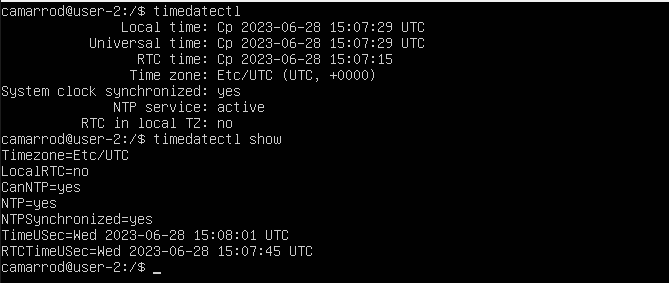 camarrod@user-2:/$ timedatectl
Local time: Ср 2023-06-28 15:07:29 UTC
Universal time: Ср 2023-06-28 15:07:29 UTC
RTC time: Ср 2023-06-28 15:07:15
Time zone: Etc/UTC (UTC, +0000)
System clock synchronized: yes
NTP service: active
RTC in local TZ: no
camarrod@user-2:/$ timedatectl show
Timezone=Etc/UTC
LocalRTC=no
CanNTP=yes
NTP=yes
NTPSynchronized=yes
TimeUSec=Wed 2023-06-28 15:08:01 UTC
RTCTimeUSec=Wed 2023-06-28 15:07:45 UTC
camarrod@user-2:/$ _